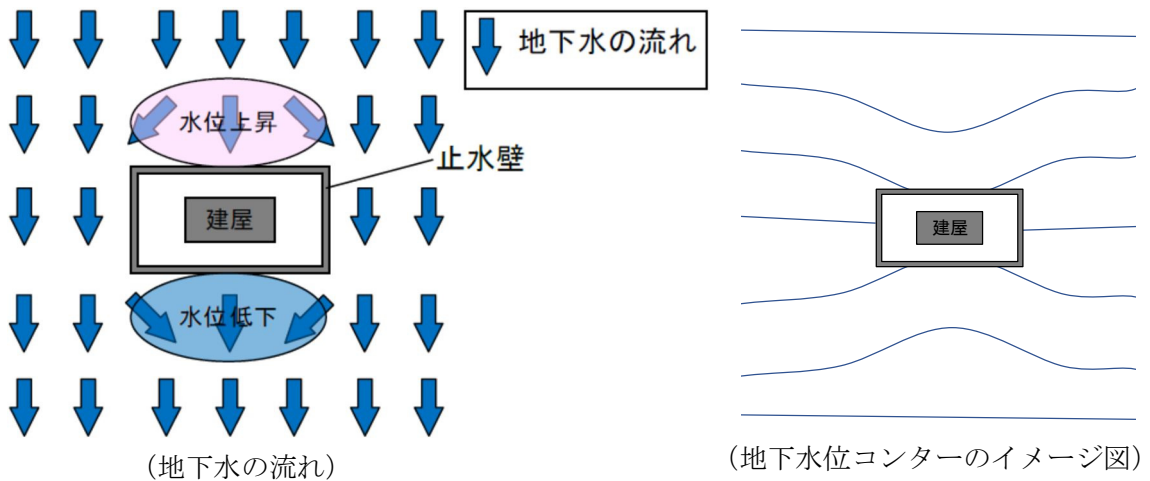 地下水の流れ
水位上昇
止水壁
建屋
水位低下
(地下水の流れ)
建屋
(地下水位コンターのイメージ図)